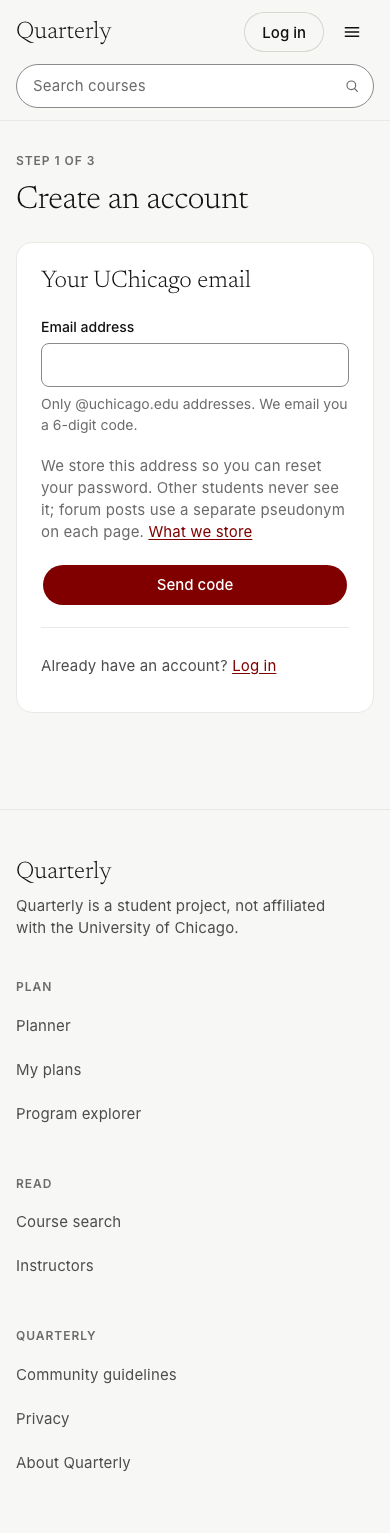 Quarterly
Log in
Search courses
STEP 1 OF 3
Create an account
Your UChicago email
Email address
Only @uchicago.edu addresses. We email you
a 6-digit code.
We store this address so you can reset
your password. Other students never see
it; forum posts use a separate pseudonym
on each page. What we store
Send code
Already have an account? Log in
Quarterly
Quarterly is a student project, not affiliated
with the University of Chicago.
PLAN
Planner
My plans
Program explorer
READ
Course search
Instructors
QUARTERLY
Community guidelines
Privacy
About Quarterly